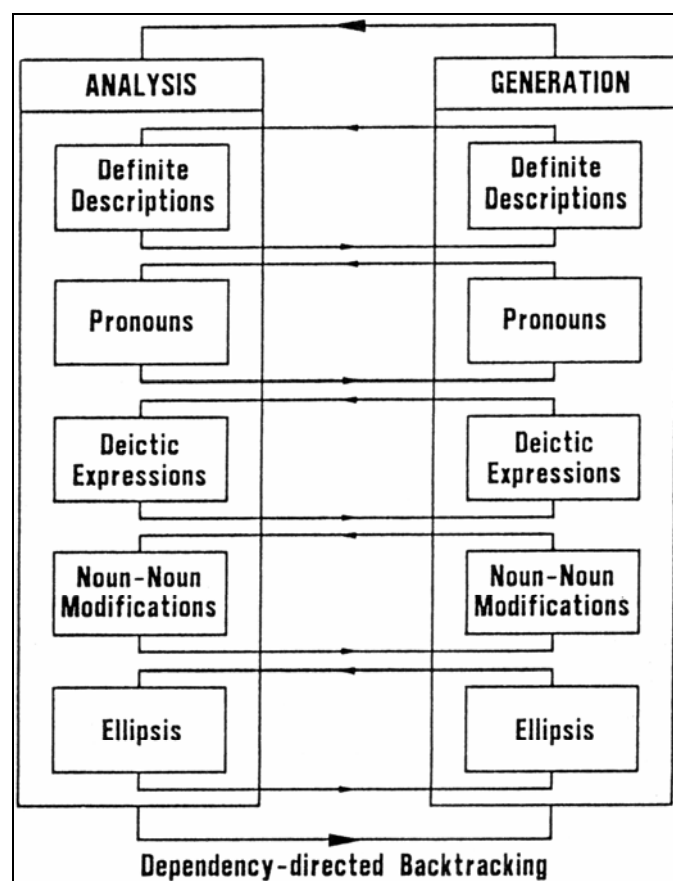 ANALYSIS
GENERATION
Definite
Descriptions
Definite
Descriptions
Pronouns
Pronouns
Deictic
Expressions
Deictic
Expressions
Noun-Noun
Modifications
Noun-Noun
Modifications
Ellipsis
Ellipsis
Dependency-directed Backtracking